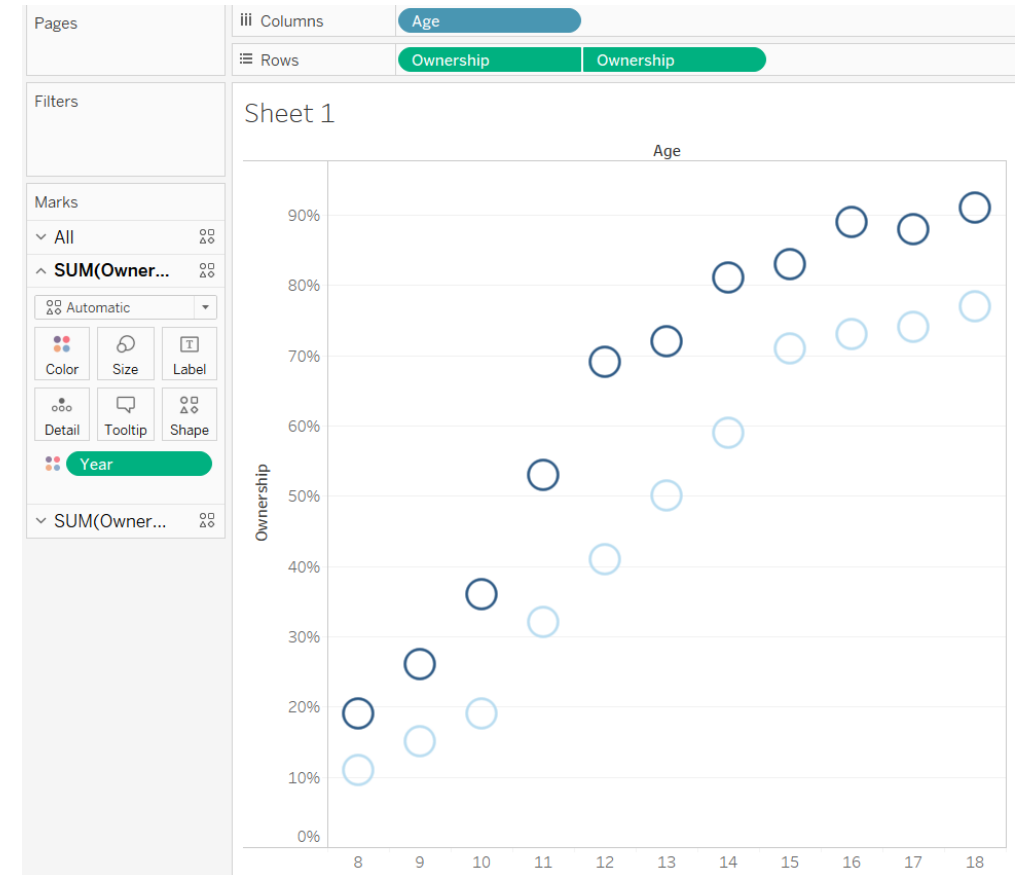 Pages
iii Columns
Age
Rows
Ownership
Ownership
Filters
Sheet 1
Age
Marks
All
SUM(Owner...
Automatic
Color
Size
T
Label
Detail
Tooltip
Shape
Year
SUM(Owner...
Ownership
90%
80%
70%
60%
50%
40%
30%
20%
10%
0%
8 9 10 11 12 13 14 15 16 17 18